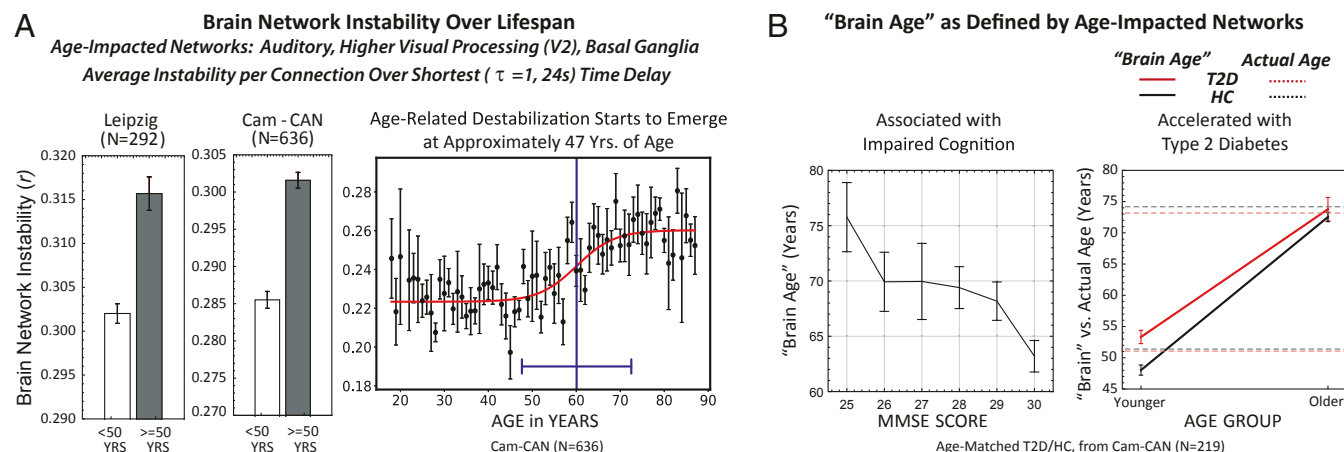 A
Brain Network Instability Over Lifespan
Age-Impacted Networks: Auditory, Higher Visual Processing (V2), Basal Ganglia
Average Instability per Connection Over Shortest ( τ =1, 24s) Time Delay
Leipzig
(N=292)
Cam - CAN
(N=636)
Age-Related Destabilization Starts to Emerge
at Approximately 47 Yrs. of Age
Brain Network Instability (r)
0.320
0.315
0.310
0.305
0.300
0.295
0.290
<50
YRS
>=50
YRS
0.305
0.300
0.295
0.290
0.285
0.280
0.275
0.270
<50
YRS
>=50
YRS
0.26
0.24
0.22
0.20
0.18
20 30 40 50 60 70 80 90
AGE in YEARS
Cam-CAN (N=636)
B
“Brain Age” as Defined by Age-Impacted Networks
“Brain Age” Actual Age
T2D
HC
Associated with
Impaired Cognition
“Brain Age” (Years)
80
75
70
65
60
25 26 27 28 29 30
MMSE SCORE
Accelerated with
Type 2 Diabetes
“Brain” vs. Actual Age (Years)
80
75
70
65
60
55
50
45
Younger Older
AGE GROUP
Age-Matched T2D/HC, from Cam-CAN (N=219)